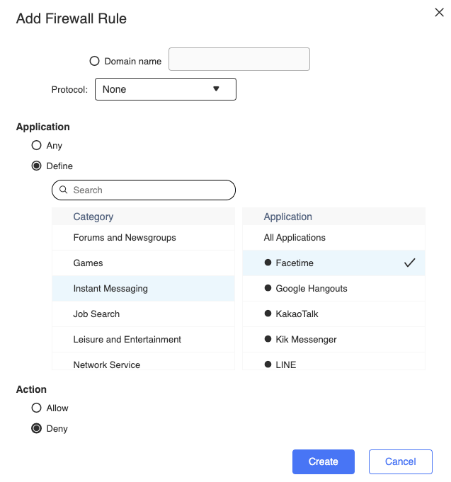 Add Firewall Rule
Domain name
Protocol: None
Application
Any
Define
Search
Category Application
Forums and Newsgroups All Applications
Games Facetime
Instant Messaging Google Hangouts
Job Search KakaoTalk
Leisure and Entertainment Kik Messenger
Network Service LINE
Action
Allow
Deny
Create Cancel